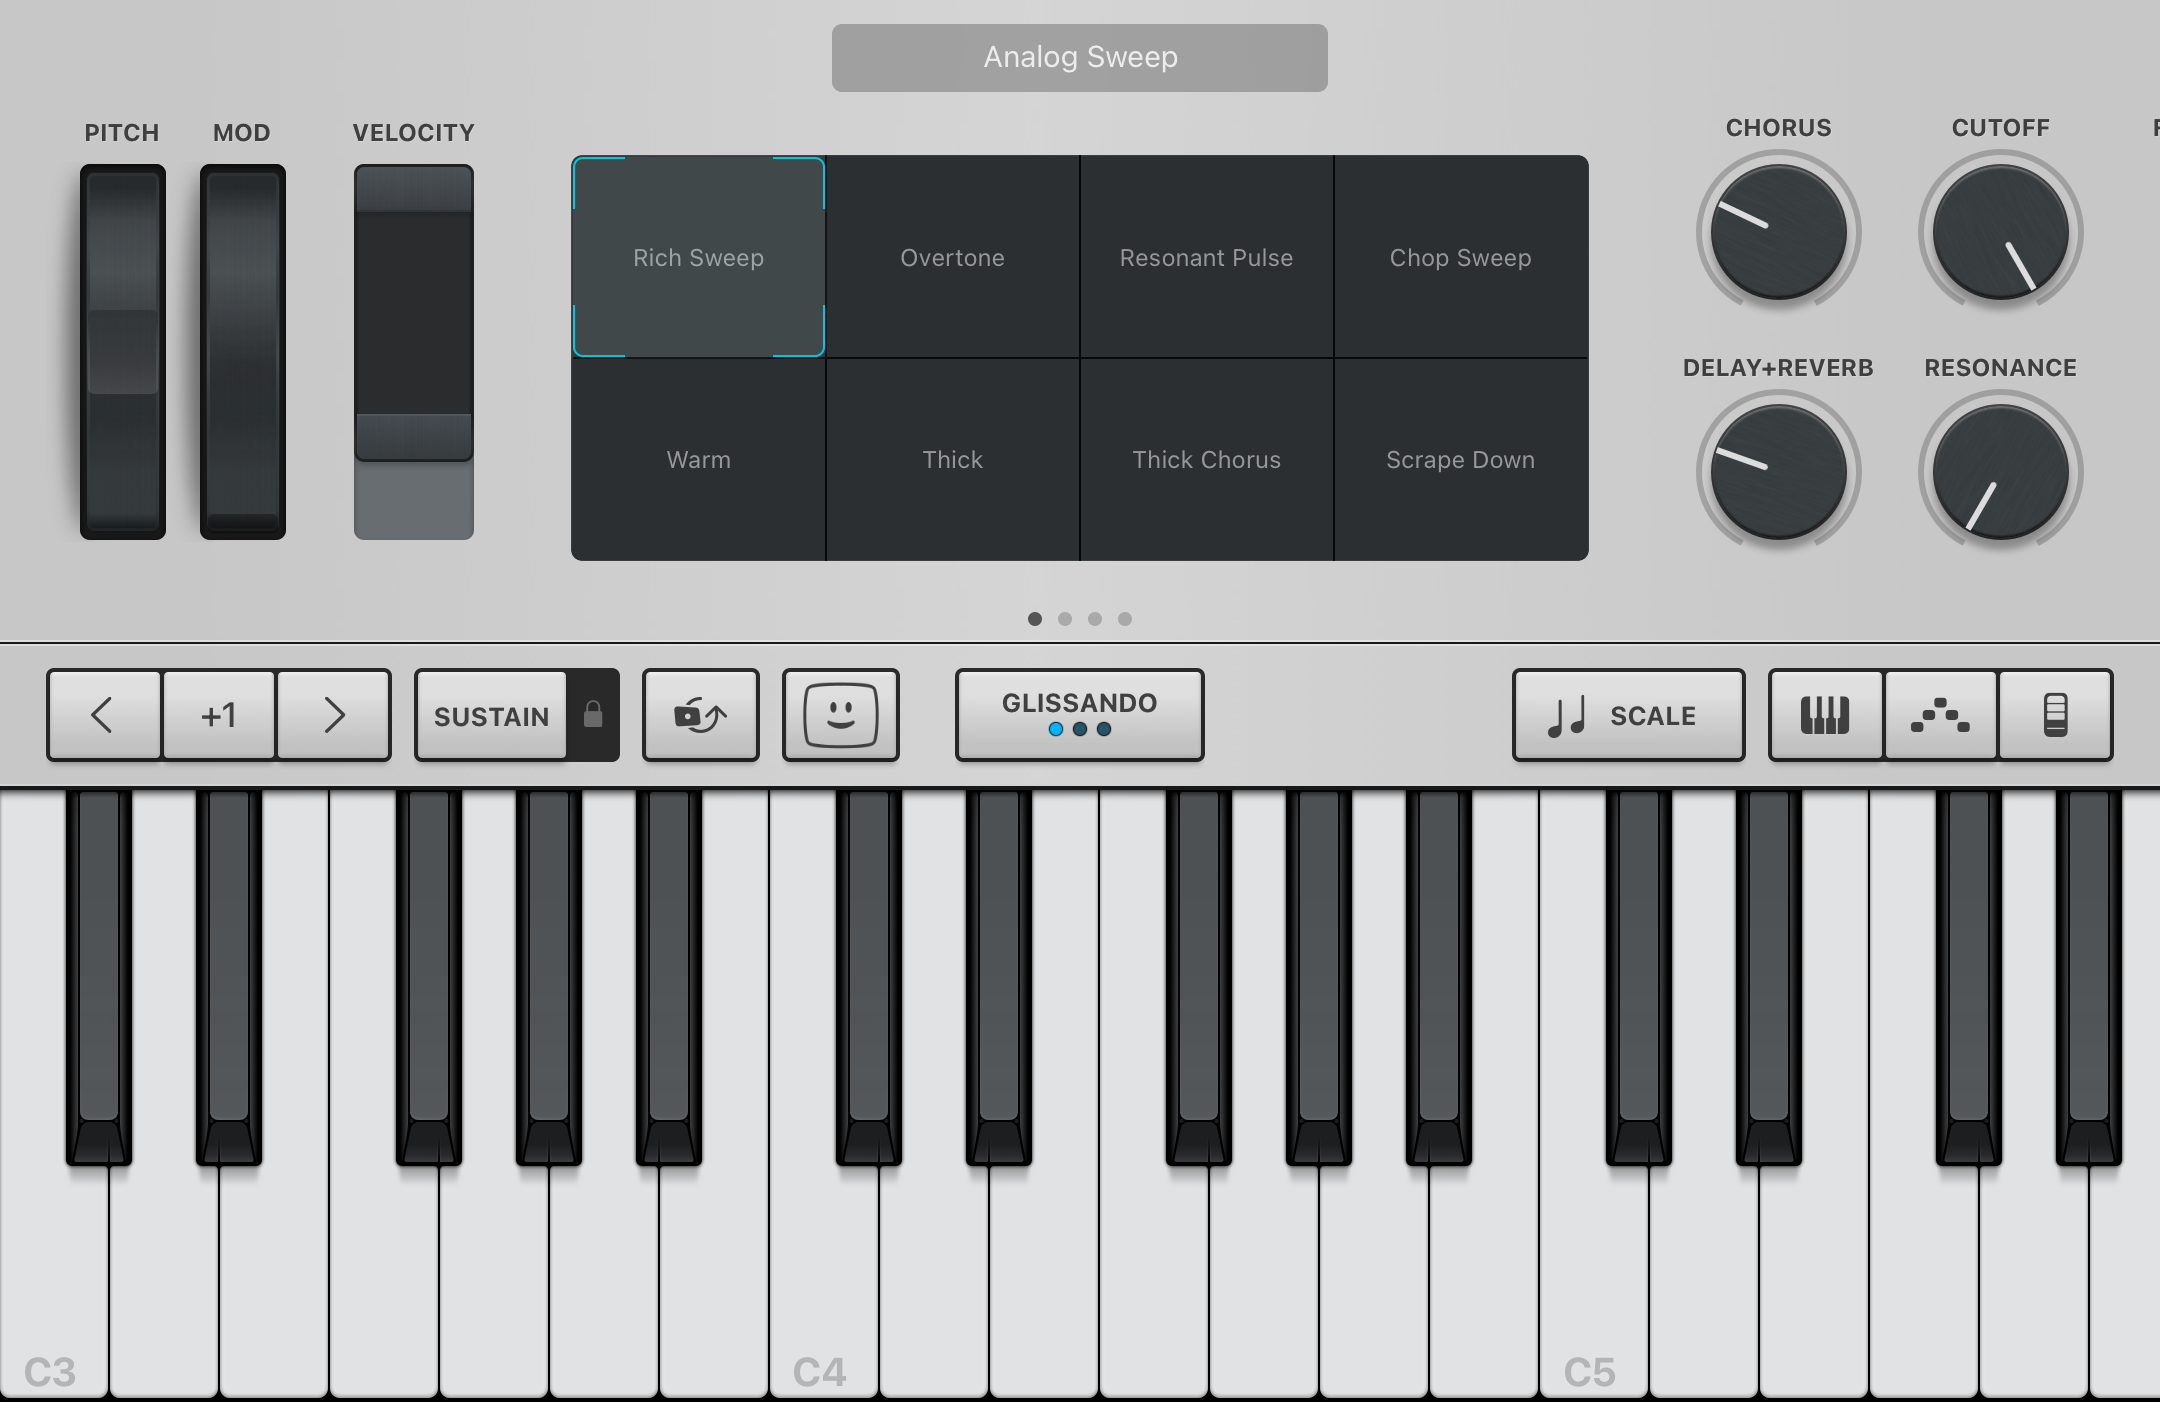 Analog Sweep
PITCH
MOD
VELOCITY
CHORUS
CUTOFF
Rich Sweep
Overtone
Resonant Pulse
Chop Sweep
DELAY+REVERB
RESONANCE
Warm
Thick
Thick Chorus
Scrape Down
+1
SUSTAIN
GLISSANDO
SCALE
C3
C4
C5